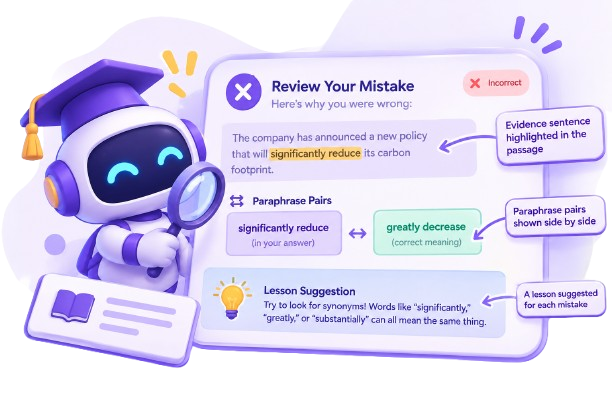 Review Your Mistake
Incorrect
Here's why you were wrong:
The company has announced a new policy
that will significantly reduce its carbon
footprint.
Evidence sentence
highlighted in the
passage
Paraphrase Pairs
significantly reduce
(in your answer)
greatly decrease
(correct meaning)
Paraphrase pairs
shown side by side
Lesson Suggestion
Try to look for synonyms! Words like "significantly,"
"greatly," or "substantially" can all mean the same thing.
A lesson suggested
for each mistake